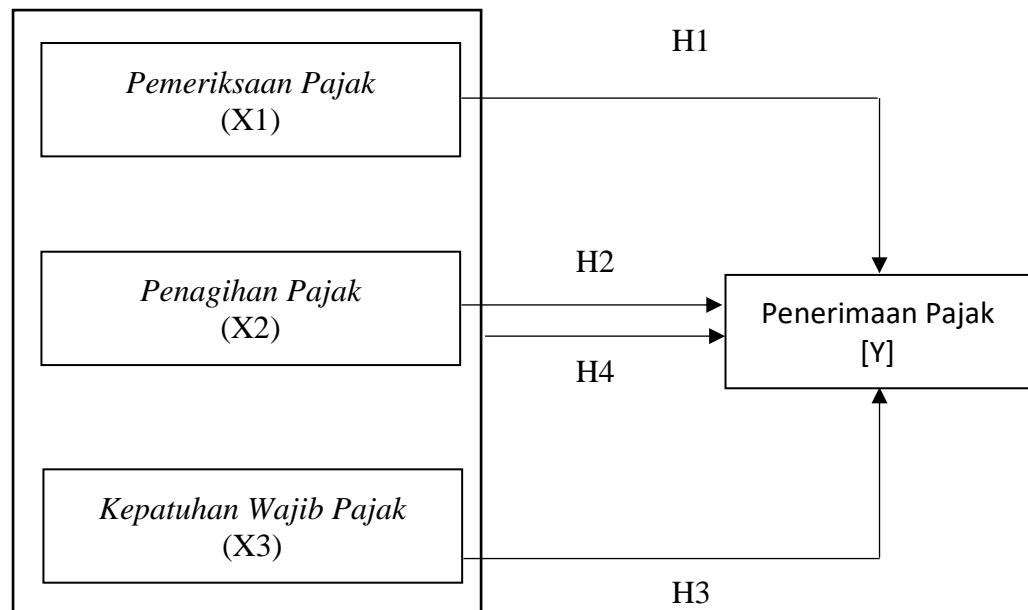 H1
Pemeriksaan Pajak
(X1)
H2
Penagihan Pajak
(X2)
Penerimaan Pajak
[Y]
H4
Kepatuhan Wajib Pajak
(X3)
H3